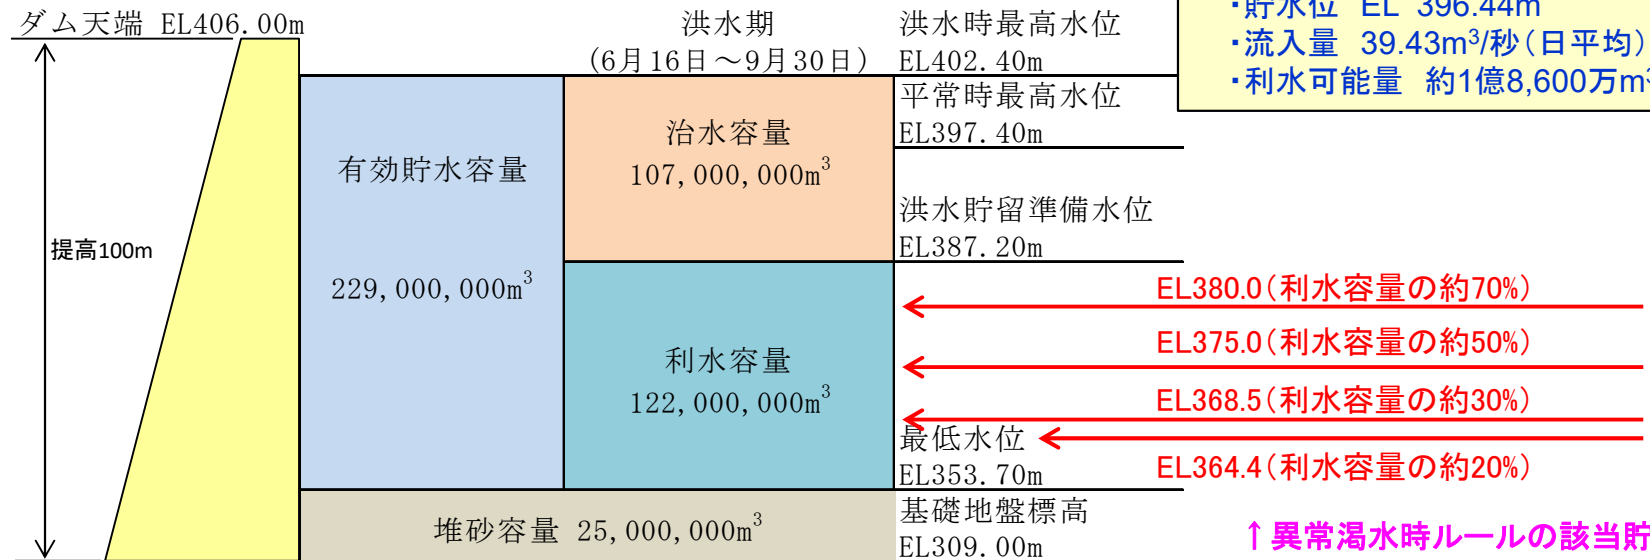 ダム天端 EL406.00m
洪水期
(6月16日～9月30日)
洪水時最高水位
EL402.40m
・貯水位 EL 396.44m
・流入量 39.43m³/秒(日平均)
・利水可能量 約1億8,600万m³
平常時最高水位
EL397.40m
治水容量
107,000,000m³
有効貯水容量
229,000,000m³
洪水貯留準備水位
EL387.20m
提高100m
EL380.0(利水容量の約70%)
EL375.0(利水容量の約50%)
利水容量
122,000,000m³
EL368.5(利水容量の約30%)
最低水位
EL353.70m
EL364.4(利水容量の約20%)
堆砂容量 25,000,000m³
基礎地盤標高
EL309.00m
↑異常渇水時ルールの該当貯